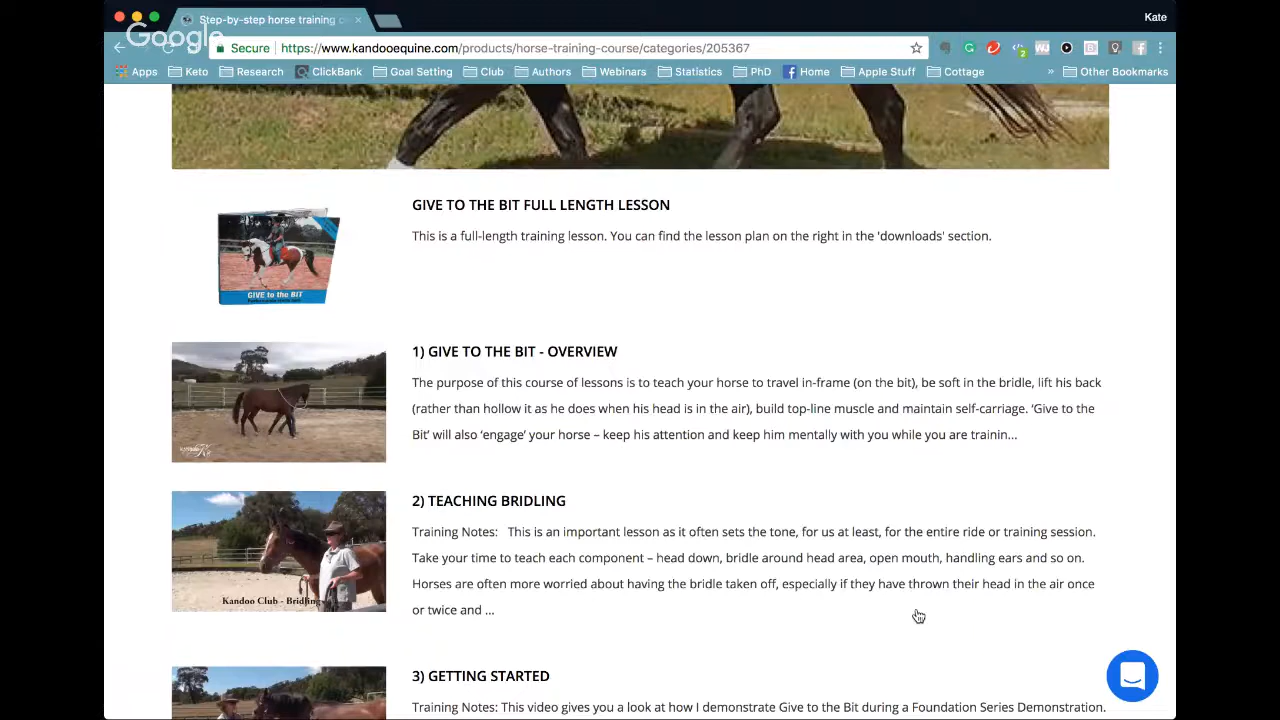 Step-by-step horse training c
Kate
Google
Secure https://www.kandooequine.com/products/horse-training-course/categories/205367
2
Apps Keto Research ClickBank Goal Setting Club Authors Webinars Statistics PhD Home Apple Stuff Cottage » Other Bookmarks
GIVE TO THE BIT FULL LENGTH LESSON
This is a full-length training lesson. You can find the lesson plan on the right in the 'downloads' section.
GIVE to the BIT
1) GIVE TO THE BIT - OVERVIEW
The purpose of this course of lessons is to teach your horse to travel in-frame (on the bit), be soft in the bridle, lift his back
(rather than hollow it as he does when his head is in the air), build top-line muscle and maintain self-carriage. ‘Give to the
Bit’ will also ‘engage’ your horse – keep his attention and keep him mentally with you while you are trainin...
2) TEACHING BRIDLING
Training Notes: This is an important lesson as it often sets the tone, for us at least, for the entire ride or training session.
Take your time to teach each component – head down, bridle around head area, open mouth, handling ears and so on.
Horses are often more worried about having the bridle taken off, especially if they have thrown their head in the air once
or twice and ...
Kandoo Club - Bridling
3) GETTING STARTED
Training Notes: This video gives you a look at how I demonstrate Give to the Bit during a Foundation Series Demonstration.